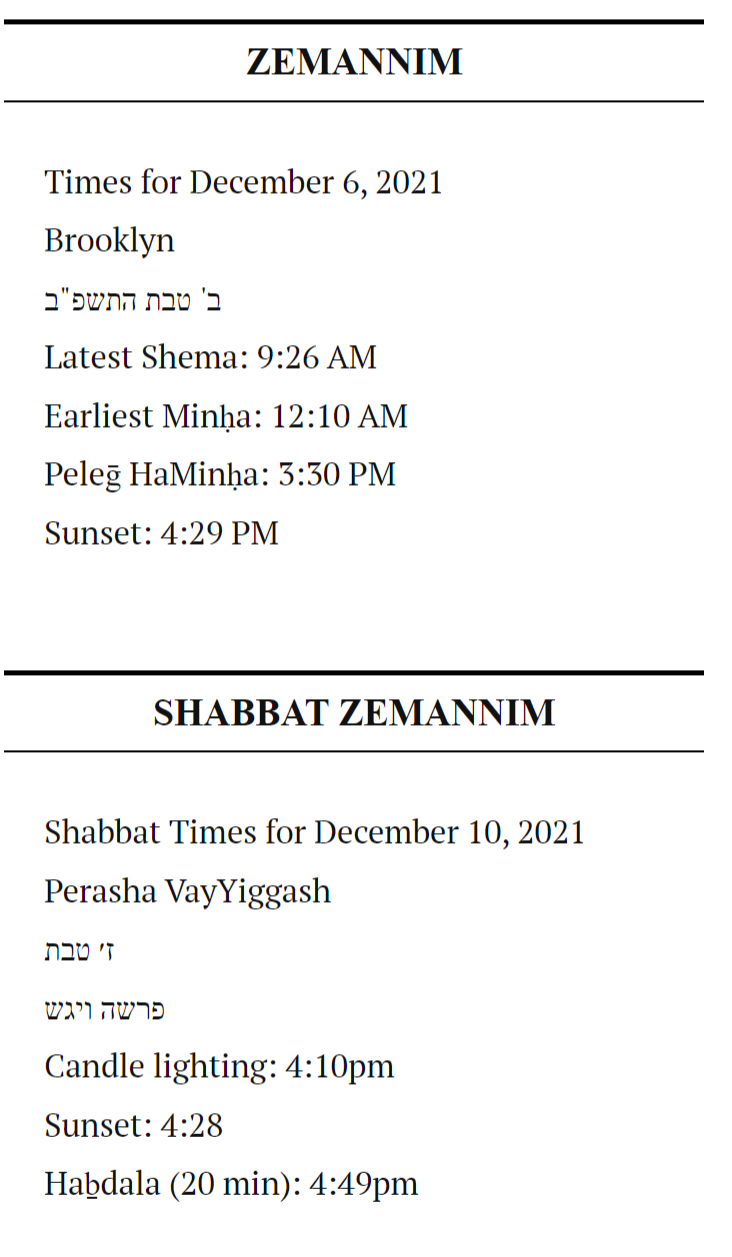 ZEMANNIM
Times for December 6, 2021
Brooklyn
ב' טבת התשפ"ב
Latest Shema: 9:26 AM
Earliest Minḥa: 12:10 AM
Peleḡ HaMinḥa: 3:30 PM
Sunset: 4:29 PM
SHABBAT ZEMANNIM
Shabbat Times for December 10, 2021
Perasha VayYiggash
ז׳ טבת
פרשה ויגש
Candle lighting: 4:10pm
Sunset: 4:28
Haḇdala (20 min): 4:49pm